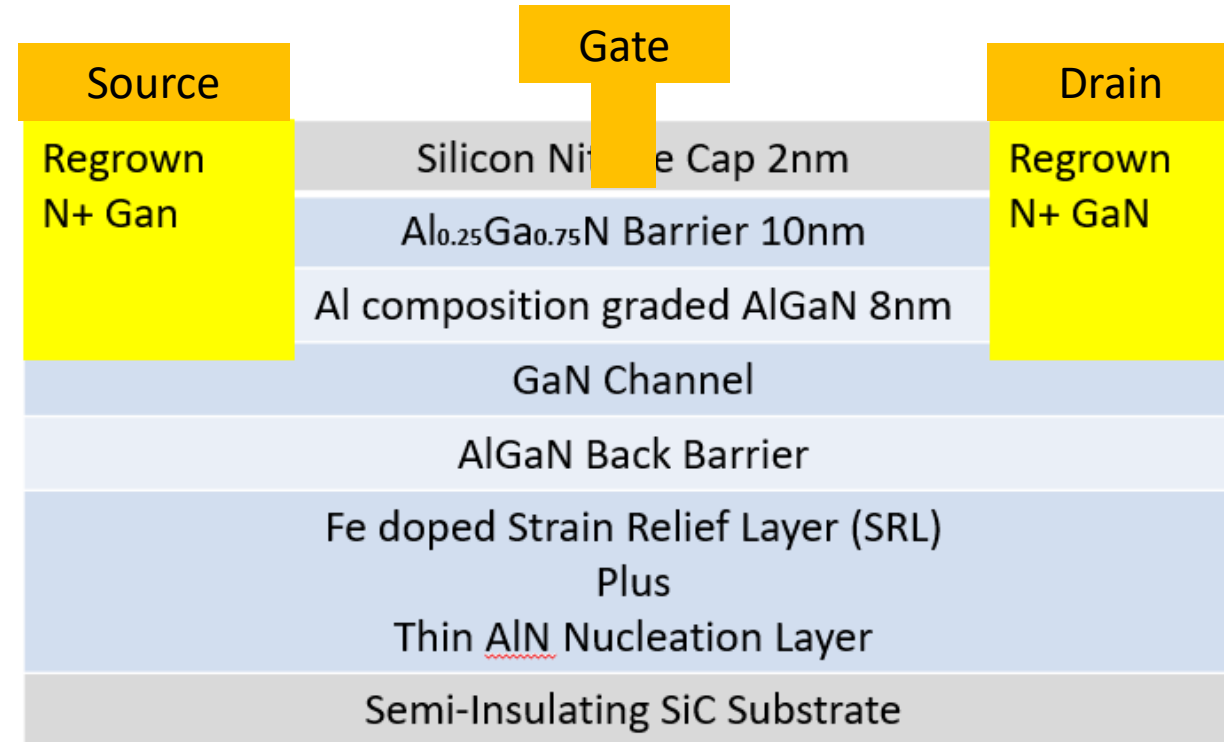 Gate
Source
Drain
Regrown
N+ Gan
Silicon Ni e Cap 2nm
Regrown
N+ GaN
Al0.25Ga0.75N Barrier 10nm
Al composition graded AlGaN 8nm
GaN Channel
AlGaN Back Barrier
Fe doped Strain Relief Layer (SRL)
Plus
Thin AlN Nucleation Layer
Semi-Insulating SiC Substrate